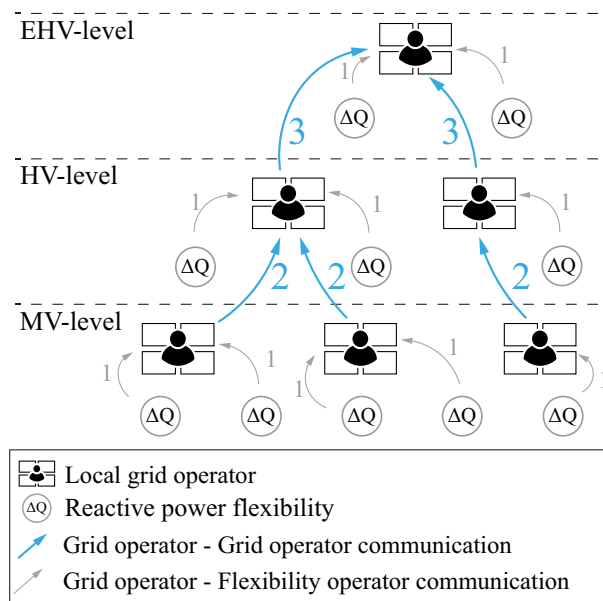 EHV-level
1
1
ΔQ
ΔQ
3
3
HV-level
1
1
1
ΔQ
ΔQ
ΔQ
2
2
2
MV-level
1
1
1
1
1
ΔQ
ΔQ
ΔQ
ΔQ
ΔQ
Local grid operator
ΔQ Reactive power flexibility
Grid operator - Grid operator communication
Grid operator - Flexibility operator communication